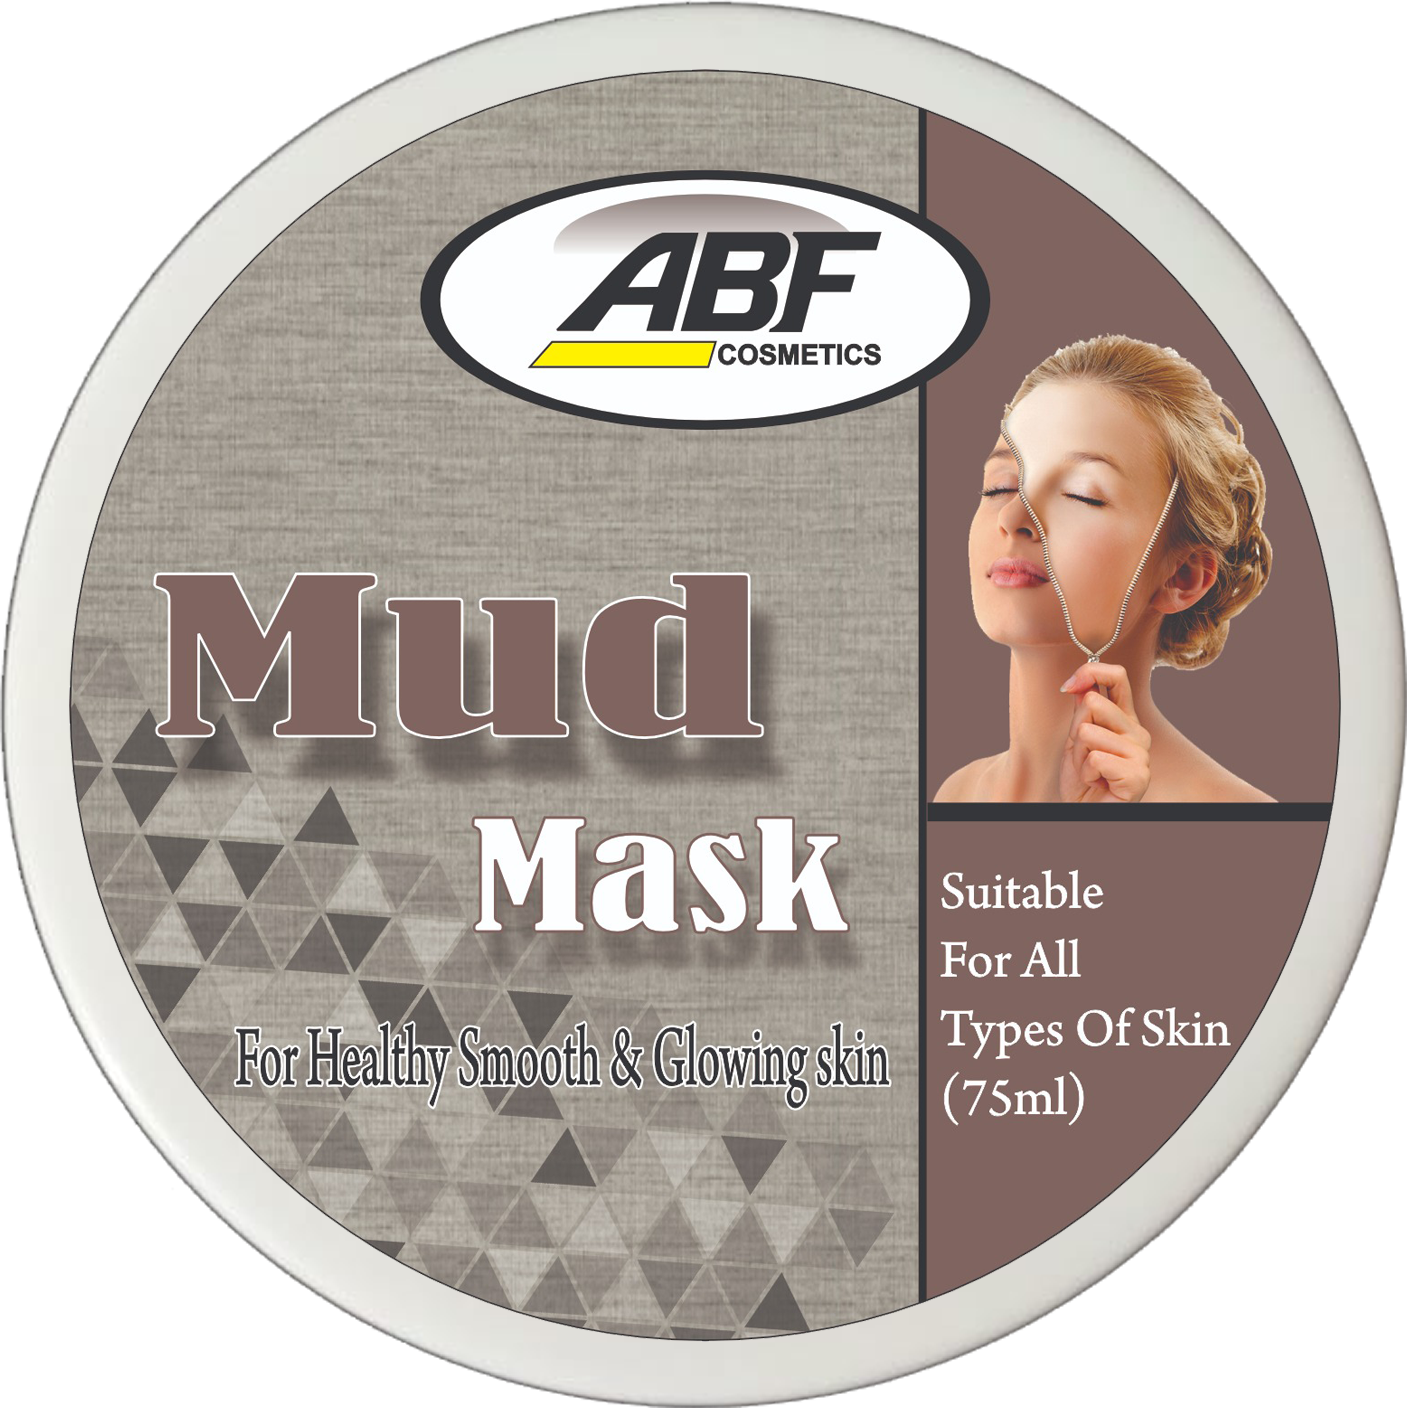 ABF
COSMETICS
Mud
Mask
For Healthy Smooth & Glowing skin
Suitable
For All
Types Of Skin
(75ml)